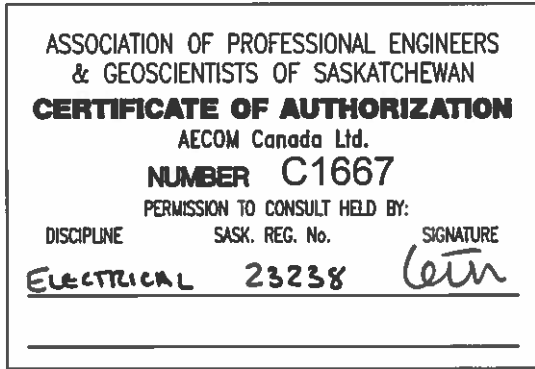 ASSOCIATION OF PROFESSIONAL ENGINEERS
& GEOSCIENTISTS OF SASKATCHEWAN
CERTIFICATE OF AUTHORIZATION
AECOM Canada Ltd.
NUMBER C1667
PERMISSION TO CONSULT HELD BY:
DISCIPLINE SASK. REG. No. SIGNATURE
ELECTRICAL 23238